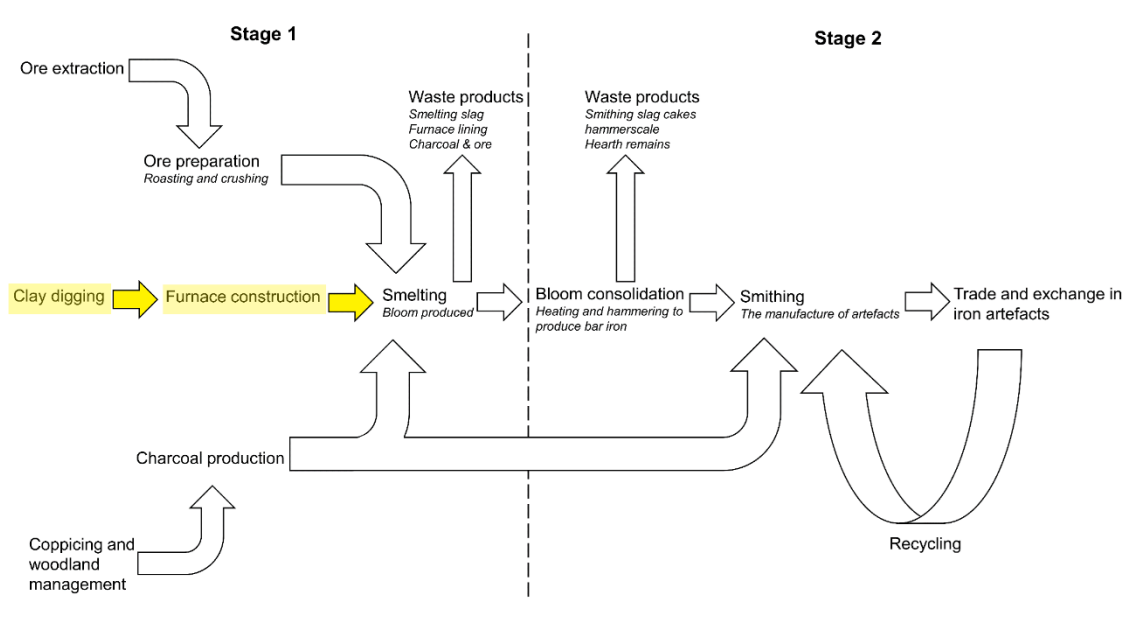 Stage 1
Stage 2
Ore extraction
Waste products
Smelting slag
Furnace lining
Charcoal & ore
Waste products
Smithing slag cakes
hammerscale
Hearth remains
Ore preparation
Roasting and crushing
Clay digging
Furnace construction
Smelting
Bloom produced
Bloom consolidation
Heating and hammering to
produce bar iron
Smithing
The manufacture of artefacts
Trade and exchange in
iron artefacts
Charcoal production
Coppicing and
woodland
management
Recycling